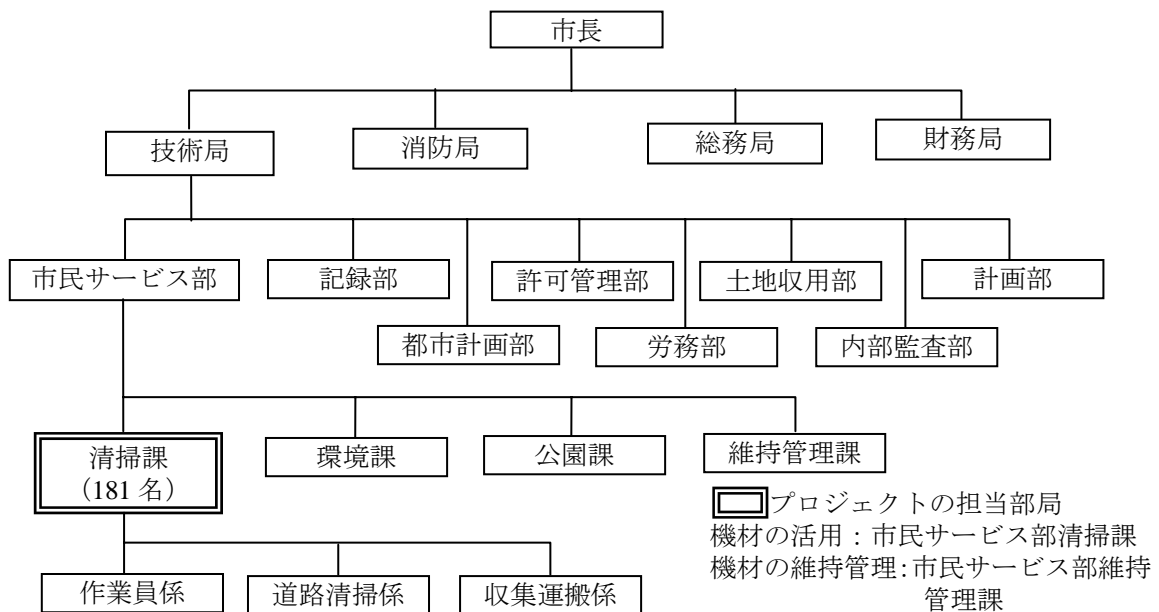 市長
技術局
消防局
総務局
財務局
市民サービス部
記録部
許可管理部
土地収用部
計画部
都市計画部
労務部
内部監査部
清掃課
（181 名）
環境課
公園課
維持管理課
プロジェクトの担当部局
機材の活用：市民サービス部清掃課
機材の維持管理：市民サービス部維持
管理課
作業員係
道路清掃係
収集運搬係